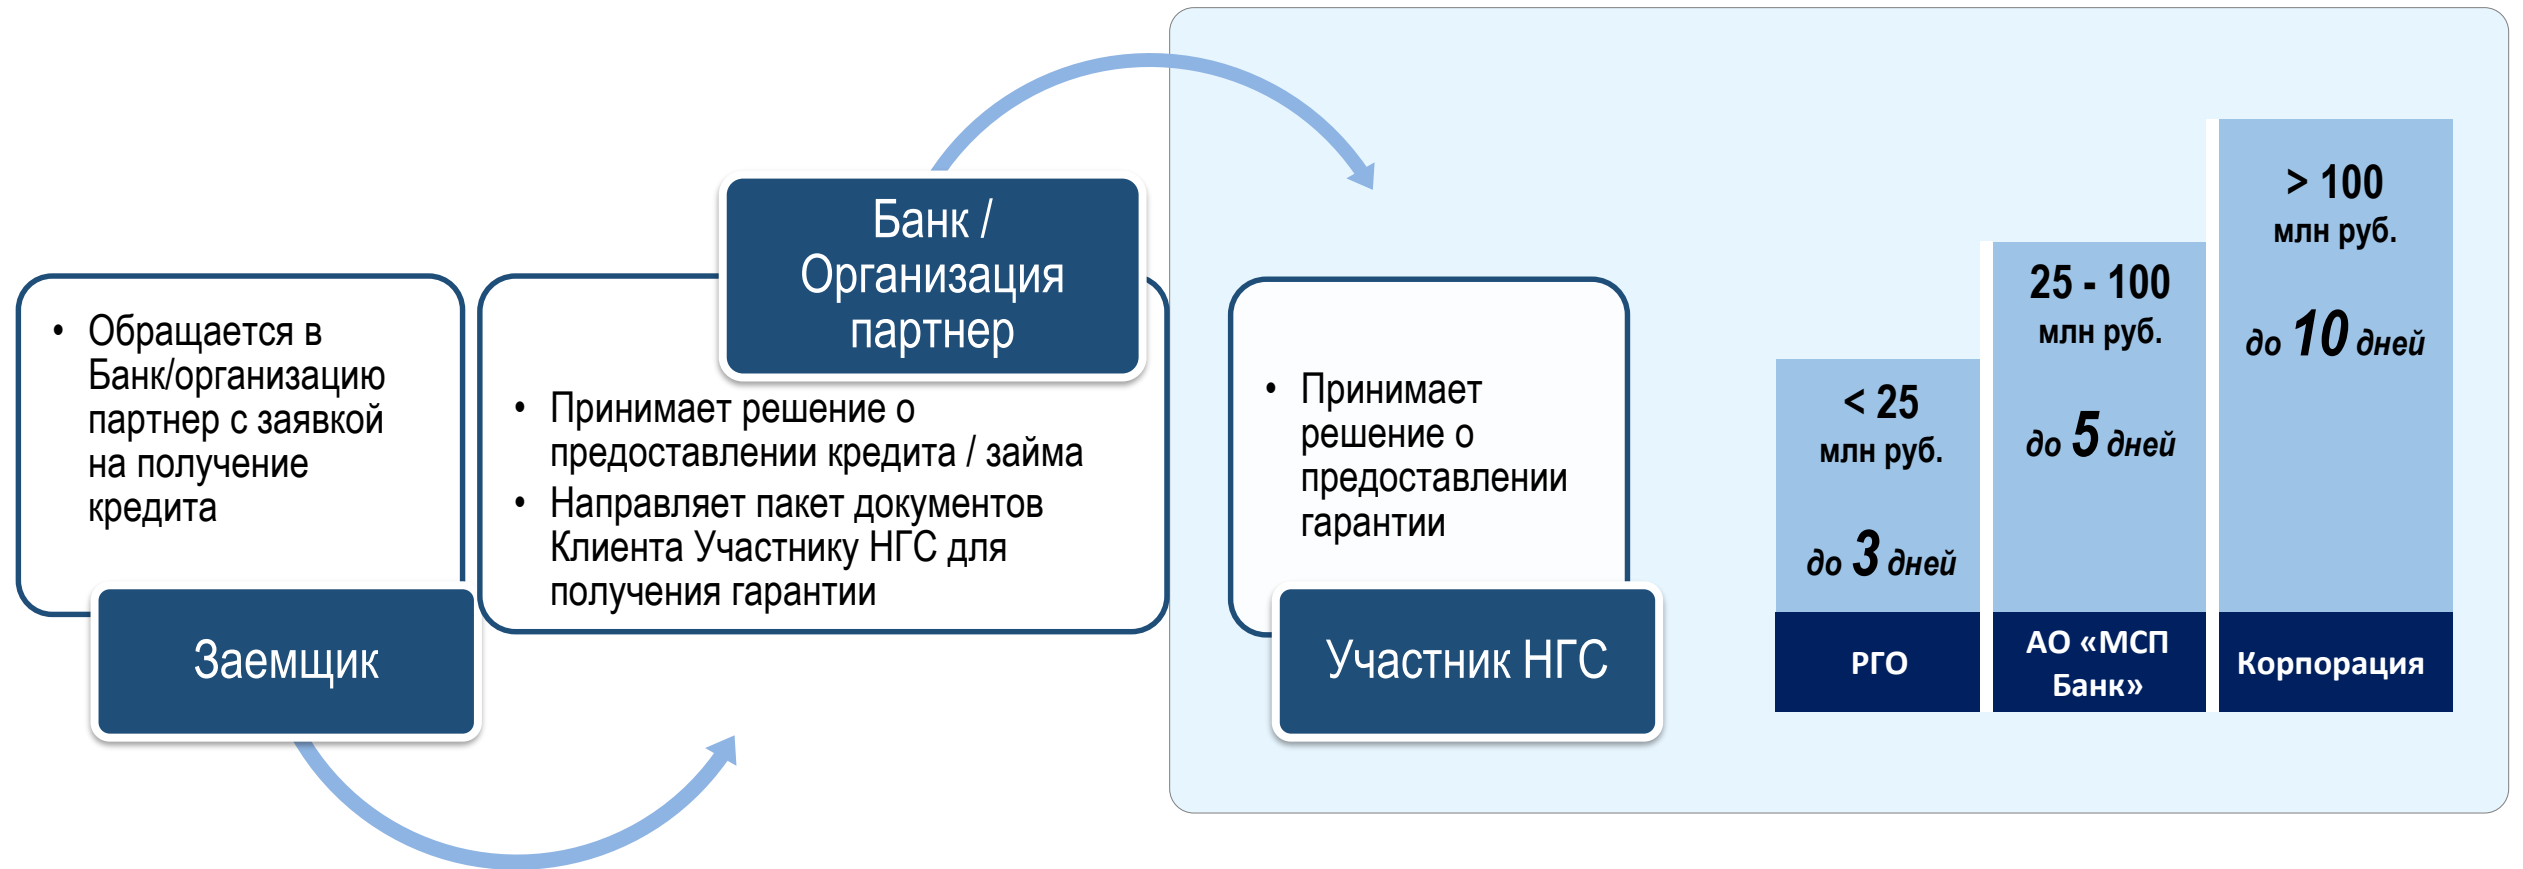 • Обращается в
Банк/организацию
партнер с заявкой
на получение
кредита
Заемщик
Банк /
Организация
партнер
• Принимает решение о
предоставлении кредита / займа
• Направляет пакет документов
Клиента Участнику НГС для
получения гарантии
• Принимает
решение о
предоставлении
гарантии
Участник НГС
< 25
млн руб.
до 3 дней
РГО
25 - 100
млн руб.
до 5 дней
АО «МСП
Банк»
> 100
млн руб.
до 10 дней
Корпорация